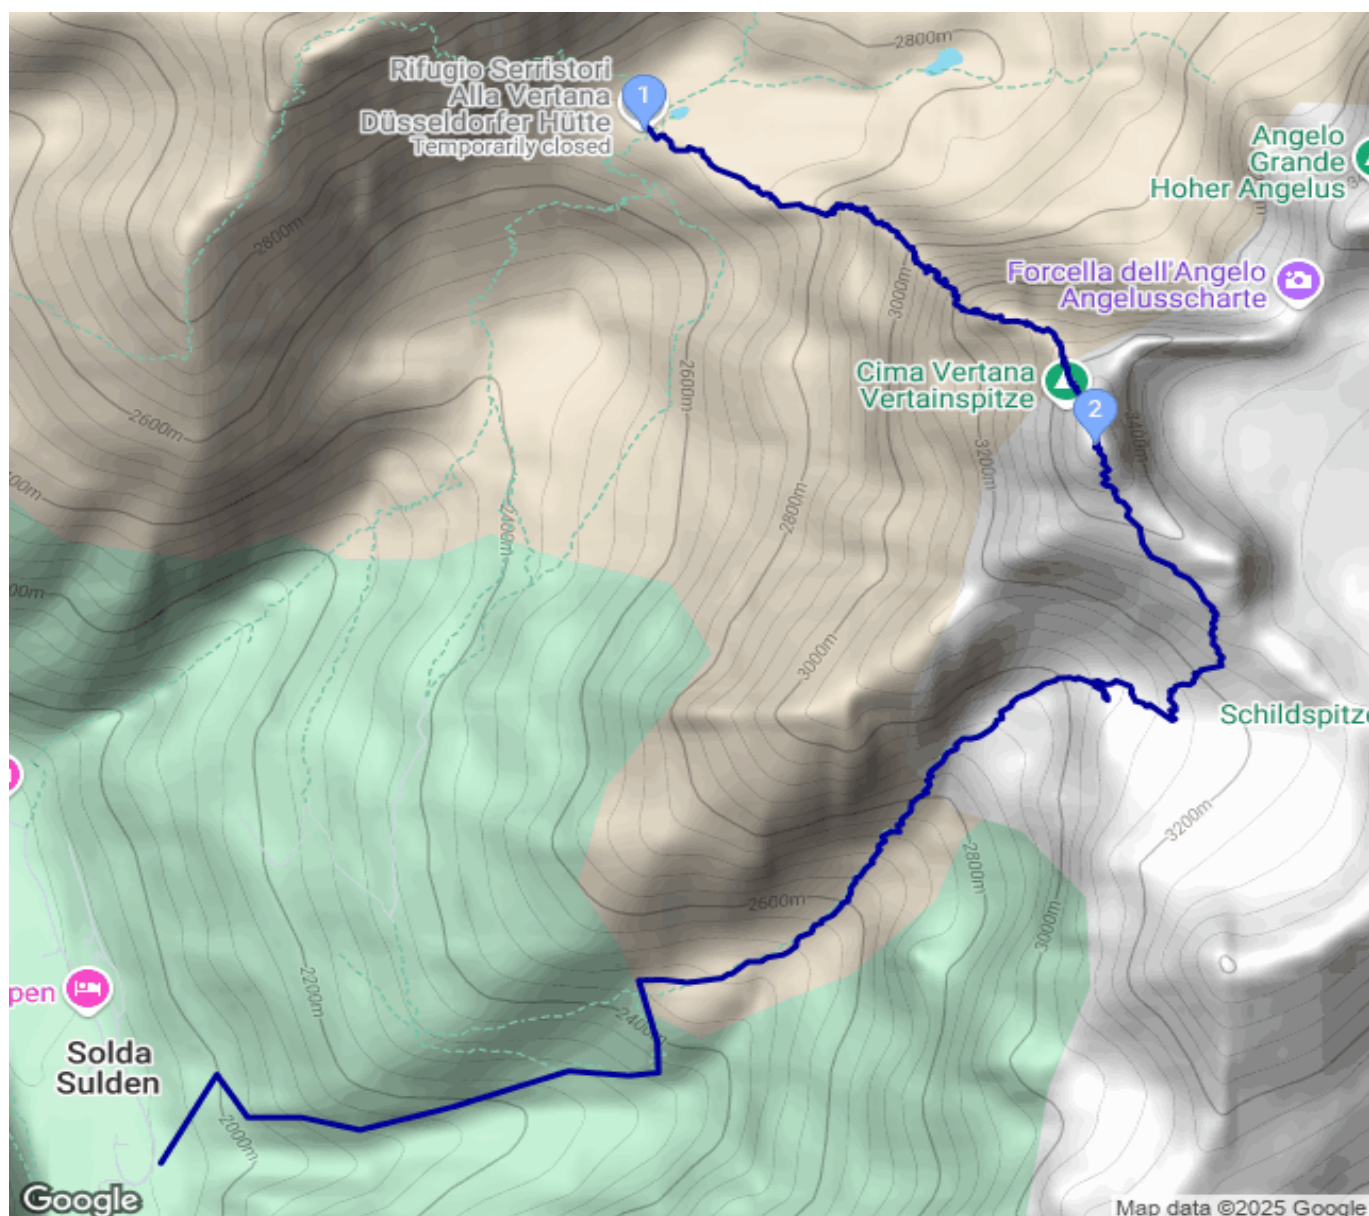 2800m
Rifugio Serristori
Alla Vertana
Düsseldorfer Hütte
Temporarily closed
1
Angelo
Grande
Hoher Angelus
2800m
Forcella dell'Angelo
Angelusscharte
3000m
Cima Vertana
Vertainspitze
2600m
2
2600m
3400m
3200m
2800m
2400m
3000m
Schildspitze
3200m
2800m
2600m
3000m
pen
2200m
2400m
Solda
Sulden
2000m
Google
Map data ©2025 Google